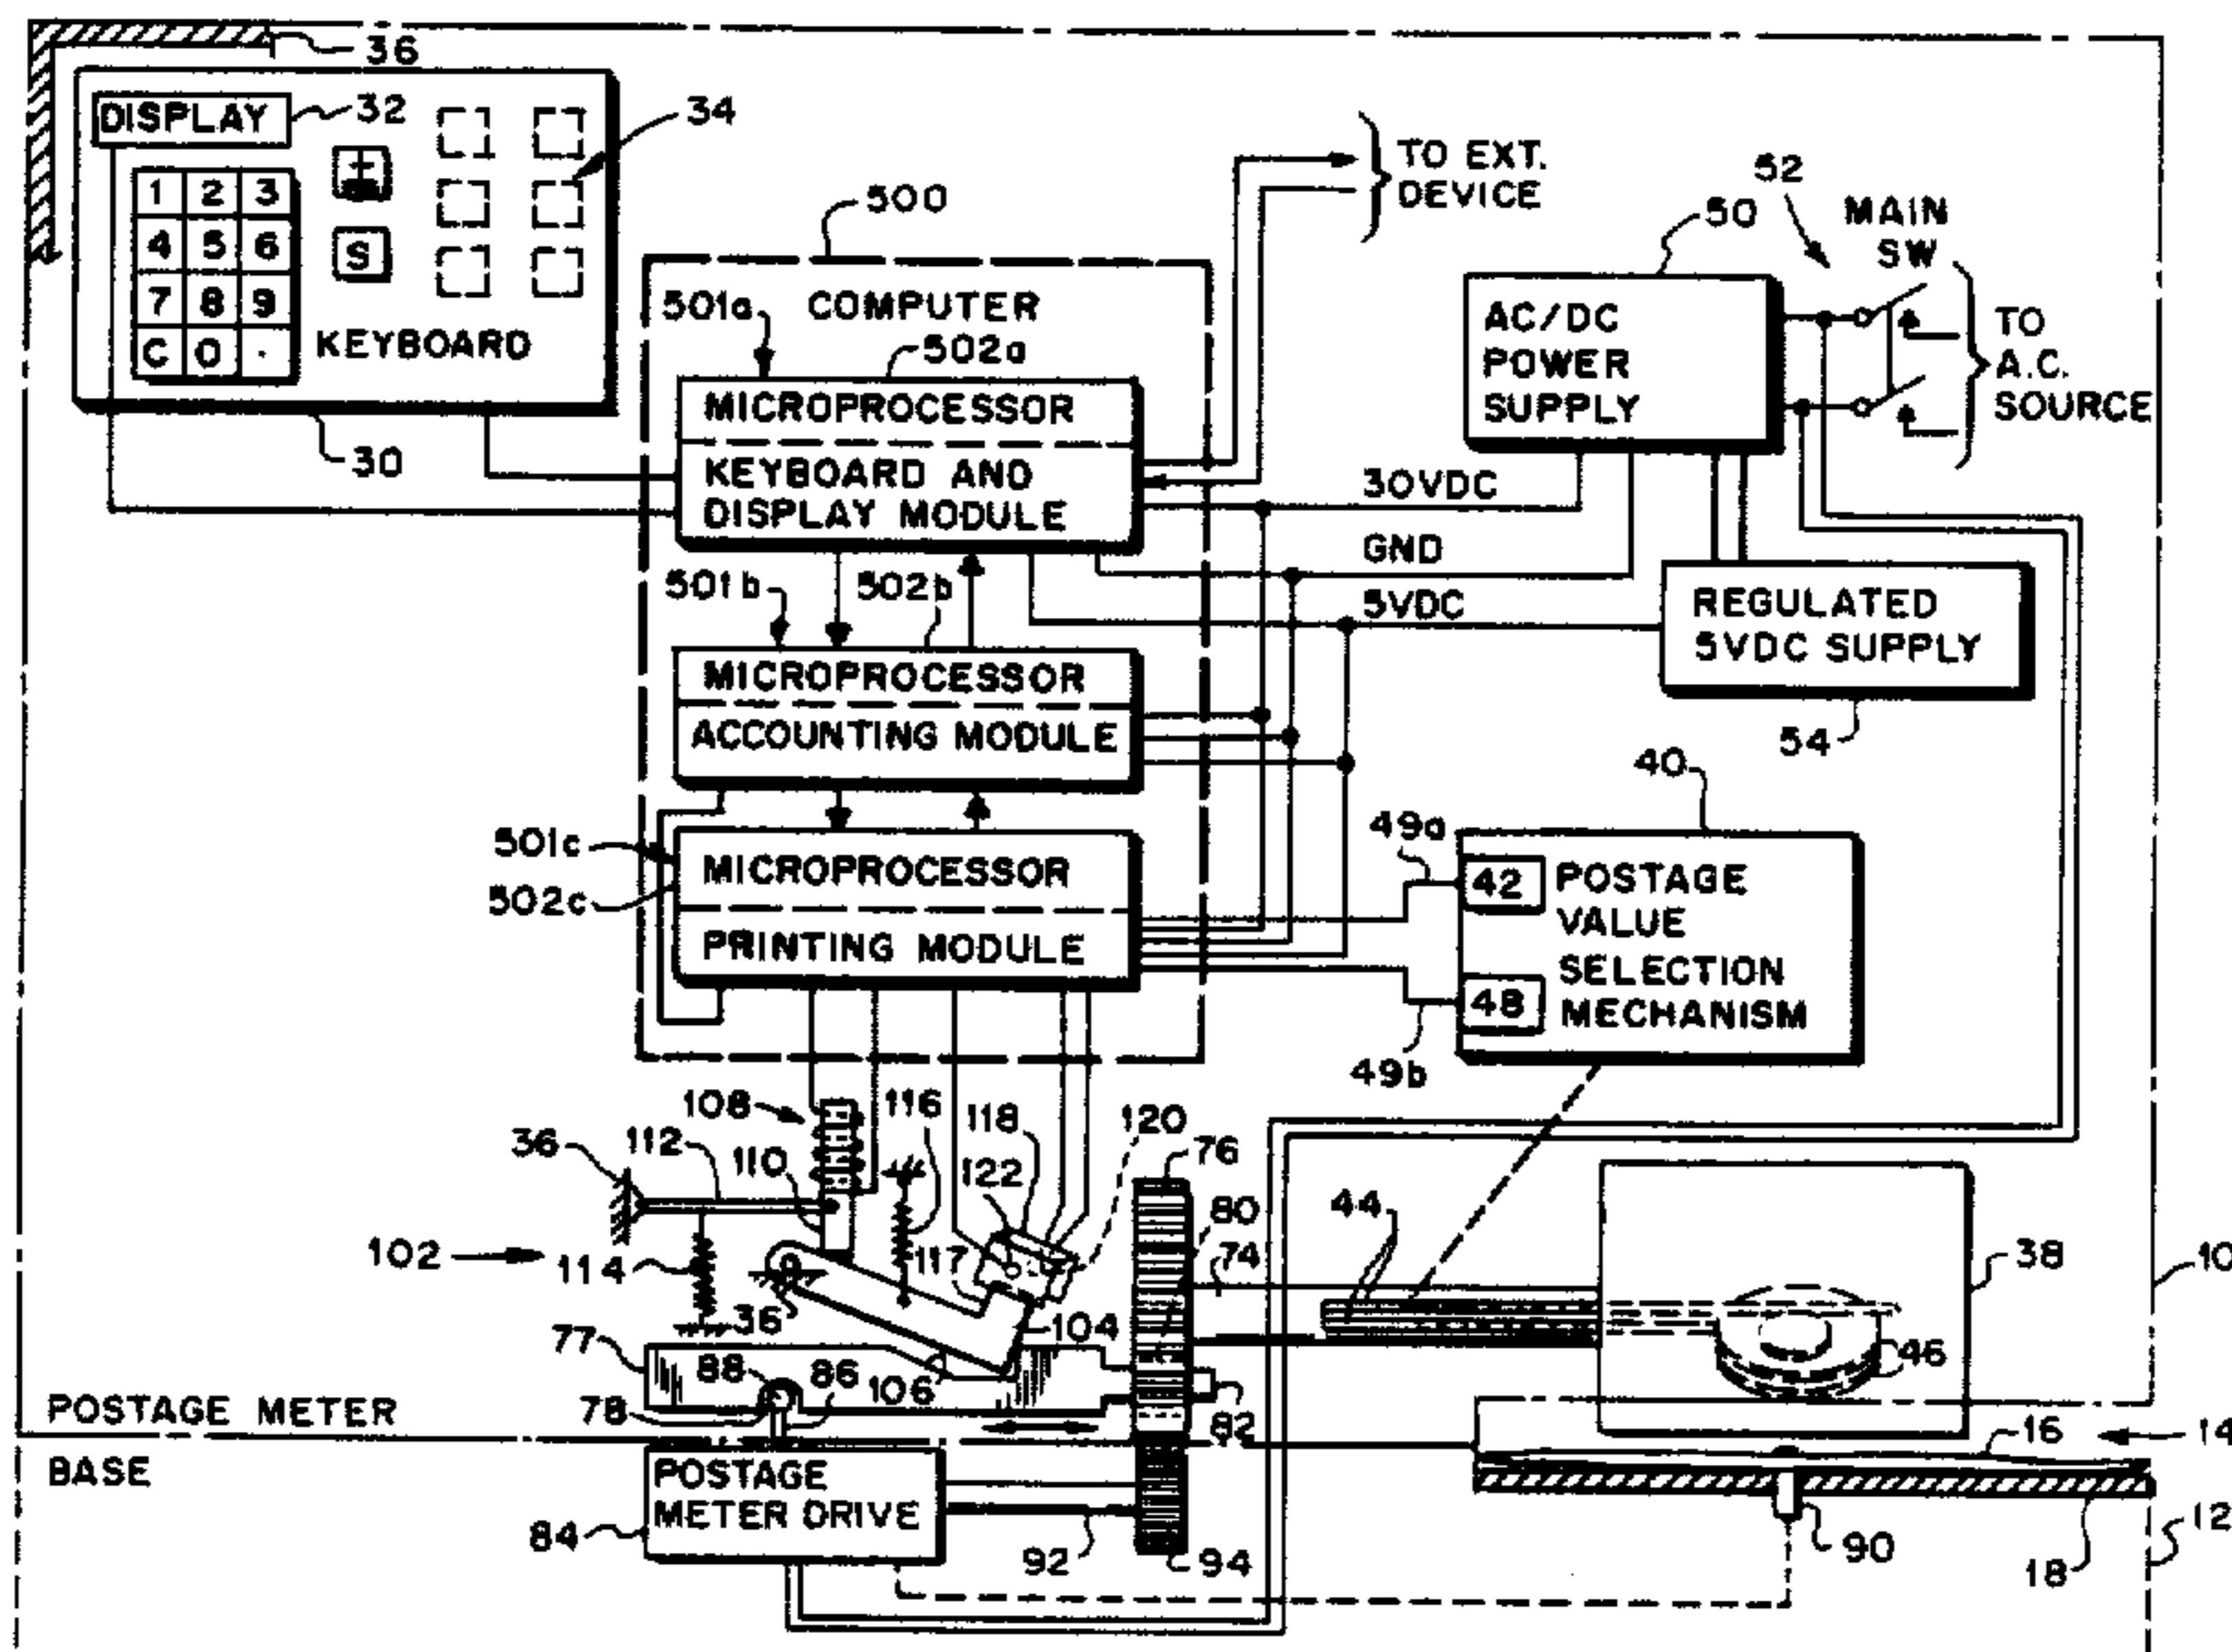 36
DISPLAY
32
34
1 2 3
4 5 6
7 8 9
C 0 .
S
KEYBOARD
30
TO EXT.
DEVICE
500
COMPUTER
501a
502a
MICROPROCESSOR
KEYBOARD AND
DISPLAY MODULE
501b
502b
MICROPROCESSOR
ACCOUNTING MODULE
501c
502c
MICROPROCESSOR
PRINTING MODULE
52
MAIN
SW
50
AC/DC
POWER
SUPPLY
TO
A.C.
SOURCE
30VDC
GND
5VDC
REGULATED
5VDC SUPPLY
54
40
49a
42
POSTAGE
VALUE
SELECTION
MECHANISM
48
49b
108
116
118
120
36
112
110
122
76
80
74
44
38
10
102
114
117
36
104
77
88
86
106
78
82
46
POSTAGE METER
BASE
POSTAGE
METER DRIVE
84
92
94
16
14
90
18
12